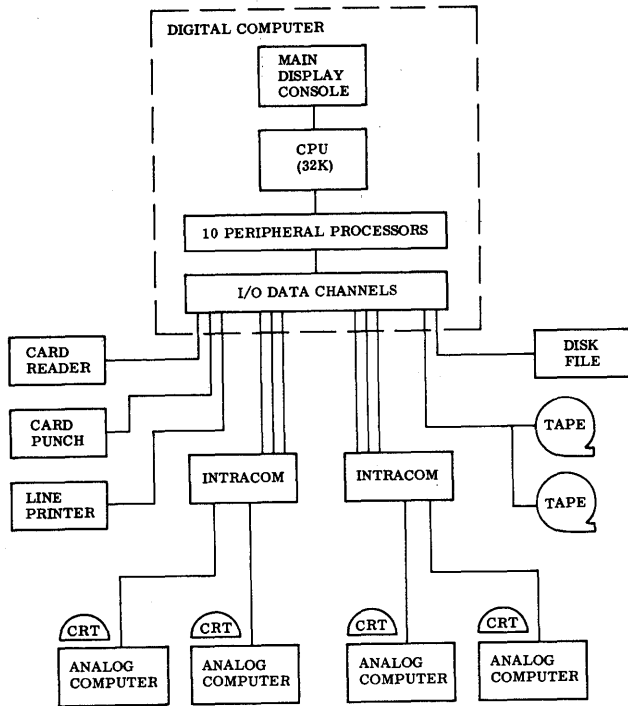 DIGITAL COMPUTER
MAIN
DISPLAY
CONSOLE
CPU
(32K)
10 PERIPHERAL PROCESSORS
I/O DATA CHANNELS
CARD
READER
DISK
FILE
CARD
PUNCH
TAPE
INTRACOM
INTRACOM
LINE
PRINTER
TAPE
CRT
CRT
CRT
CRT
ANALOG
COMPUTER
ANALOG
COMPUTER
ANALOG
COMPUTER
ANALOG
COMPUTER